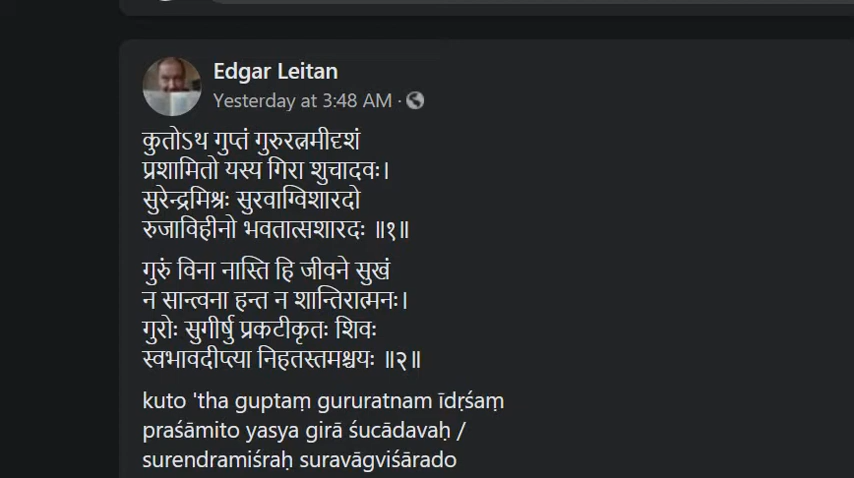 Edgar Leitan
Yesterday at 3:48 AM ·
कुतोऽथ गुप्तं गुरुरत्नमीदृशं
प्रशामितो यस्य गिरा शुचादवः।
सुरेन्द्रमिश्रः सुरवाग्विशारदो
रुजाविहीनो भवतात्सशारदः ॥१॥
गुरुं विना नास्ति हि जीवने सुखं
न सान्त्वना हन्त न शान्तिरात्मनः।
गुरोः सुगीर्षु प्रकटीकृतः शिवः
स्वभावदीप्त्या निहतस्तमश्चयः ॥२॥
kuto 'tha guptaṃ gururatnam īdṛśaṃ
praśāmito yasya girā śucādavaḥ /
surendramiśraḥ suravāgviśārado